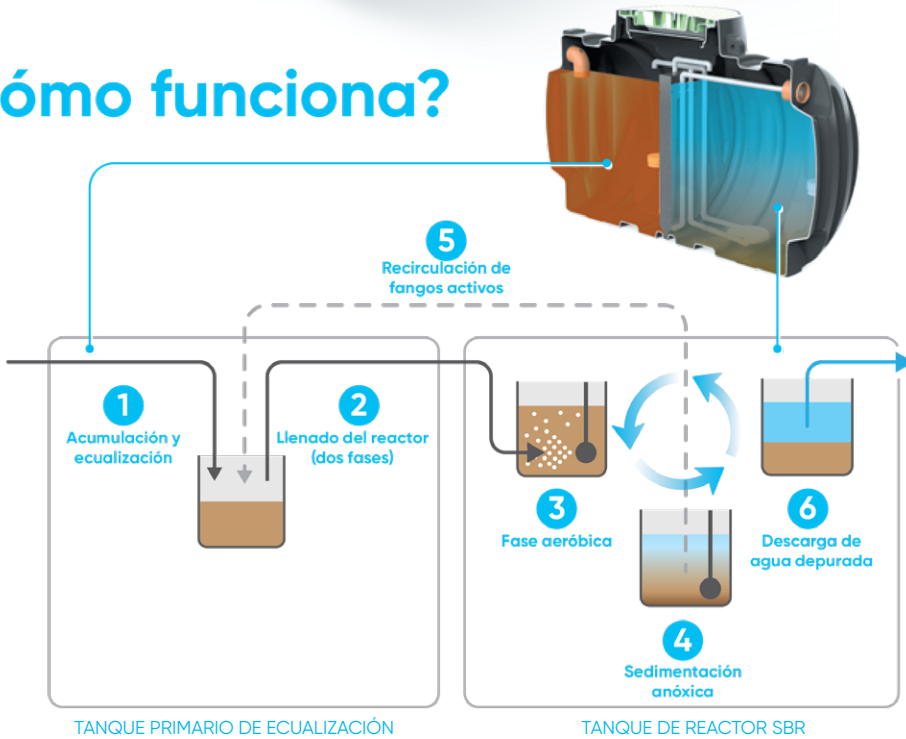 ómo funciona?
5
Recirculación de
fangos activos
1
Acumulación y
ecualización
2
Llenado del reactor
(dos fases)
3
Fase aeróbica
4
Sedimentación
anóxica
6
Descarga de
agua depurada
TANQUE PRIMARIO DE ECUALIZACIÓN
TANQUE DE REACTOR SBR